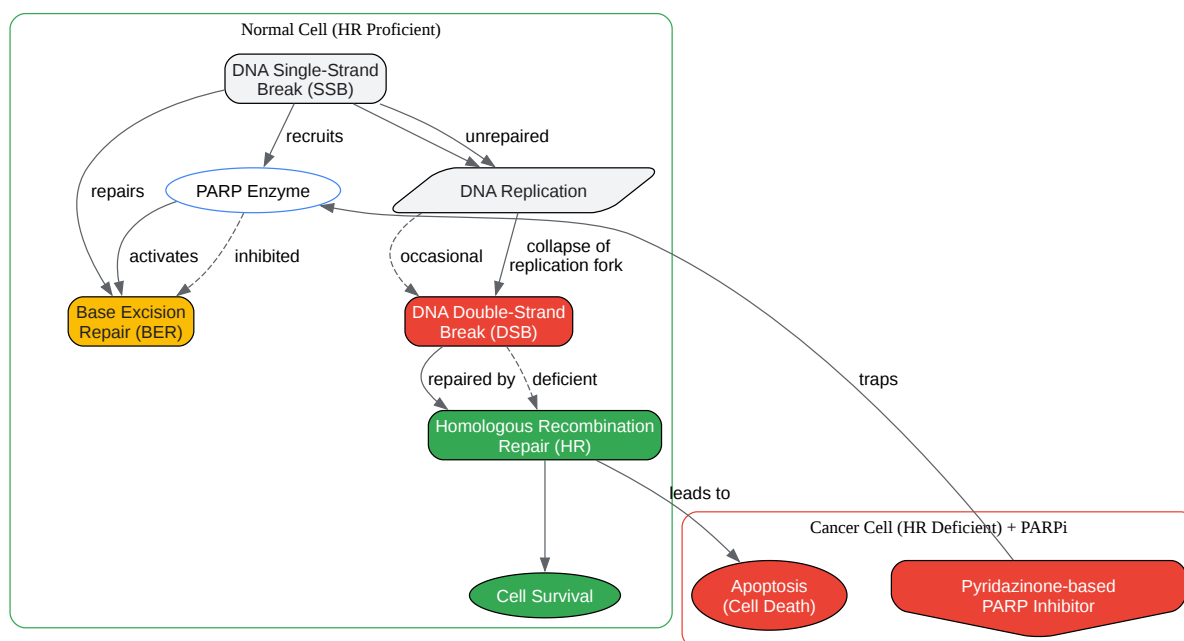 Normal Cell (HR Proficient)
DNA Single-Strand
Break (SSB)
recruits
unrepaired
repairs
PARP Enzyme
DNA Replication
activates
inhibited
occasional
collapse of
replication fork
Base Excision
Repair (BER)
DNA Double-Strand
Break (DSB)
repaired by
deficient
traps
Homologous Recombination
Repair (HR)
leads to
Cancer Cell (HR Deficient) + PARPi
Cell Survival
Apoptosis
(Cell Death)
Pyridazinone-based
PARP Inhibitor